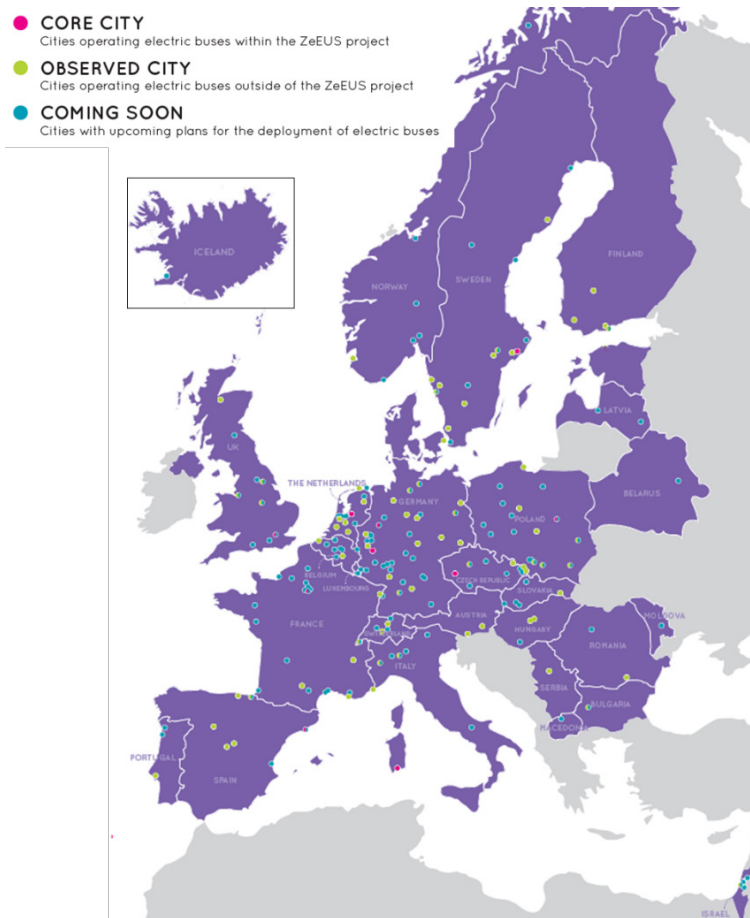 CORE CITY
Cities operating electric buses within the ZeEUS project
OBSERVED CITY
Cities operating electric buses outside of the ZeEUS project
COMING SOON
Cities with upcoming plans for the deployment of electric buses
ICELAND
FINLAND
SWEDEN
NORWAY
LATVIA
UK
THE NETHERLANDS
GERMANY
BELARUS
POLAND
BELGIUM
CZECH REPUBLIC
LUXEMBOURG
SLOVAKIA
AUSTRIA
MOLDOVA
FRANCE
HUNGARY
SWITZERLAND
ROMANIA
ITALY
SERBIA
BULGARIA
MACEDONIA
PORTUGAL
SPAIN
ISRAEL